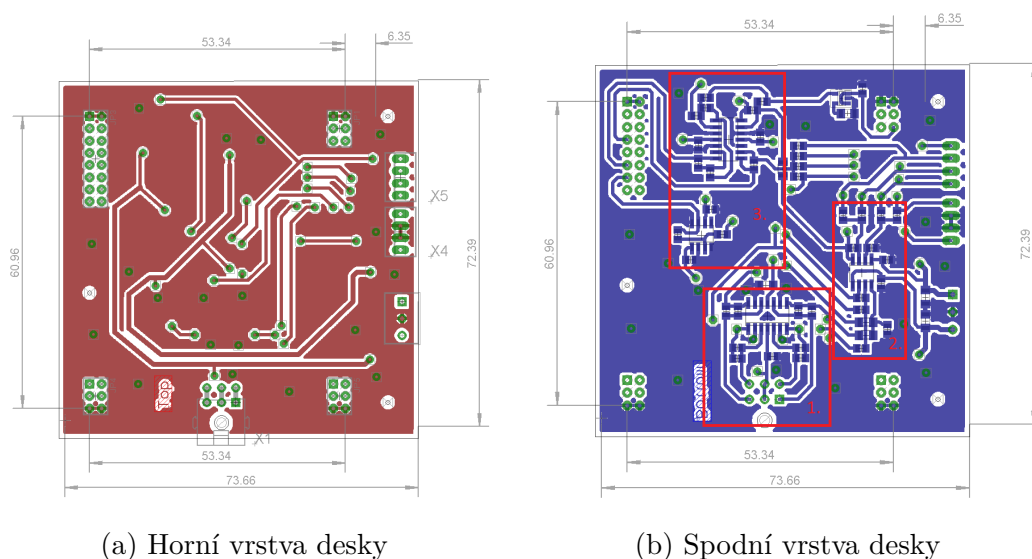 53.34
6.35
60.96
72.39
X5
X4
Top
X1
53.34
73.66
(a) Horní vrstva desky
53.34
6.35
60.96
72.39
3.
2.
1.
Bottom
53.34
73.66
(b) Spodní vrstva desky